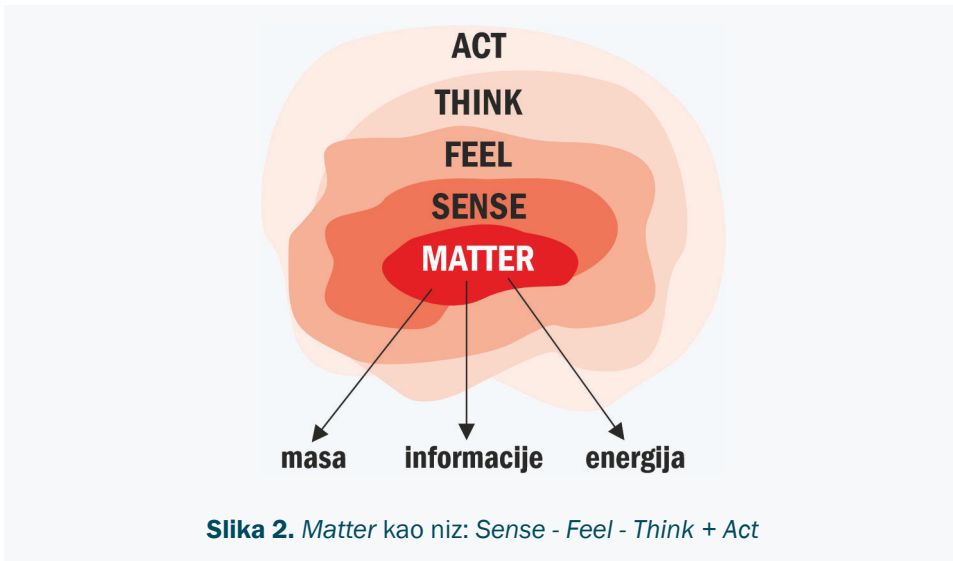 ACT
THINK
FEEL
SENSE
MATTER
masa informacije energija
Slika 2. Matter kao niz: Sense - Feel - Think + Act